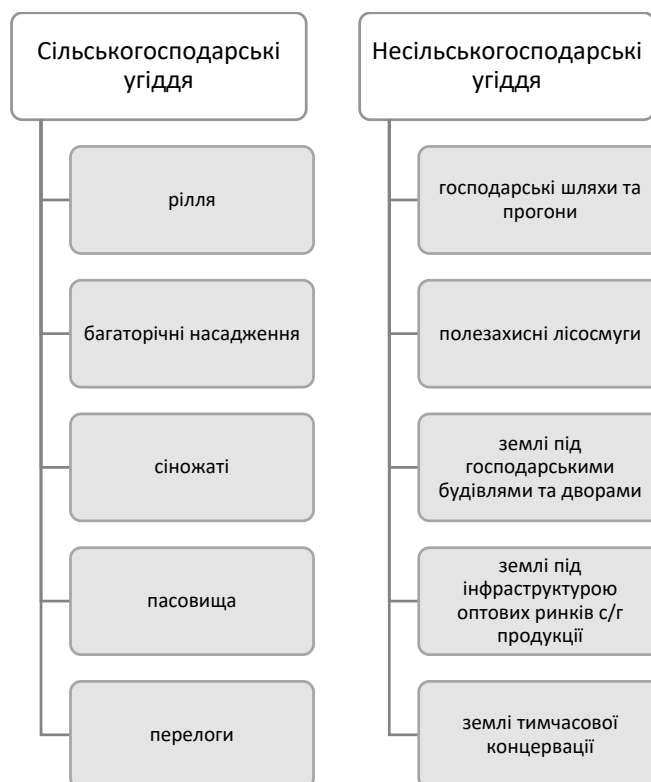 Сільськогосподарські
угіддя
рілля
багаторічні насадження
сіножаті
пасовища
перелоги
Несільськогосподарські
угіддя
господарські шляхи та
прогони
полезахисні лісосмуги
землі під
господарськими
будівлями та дворами
землі під
інфраструктурою
оптових ринків с/г
продукції
землі тимчасової
концервації